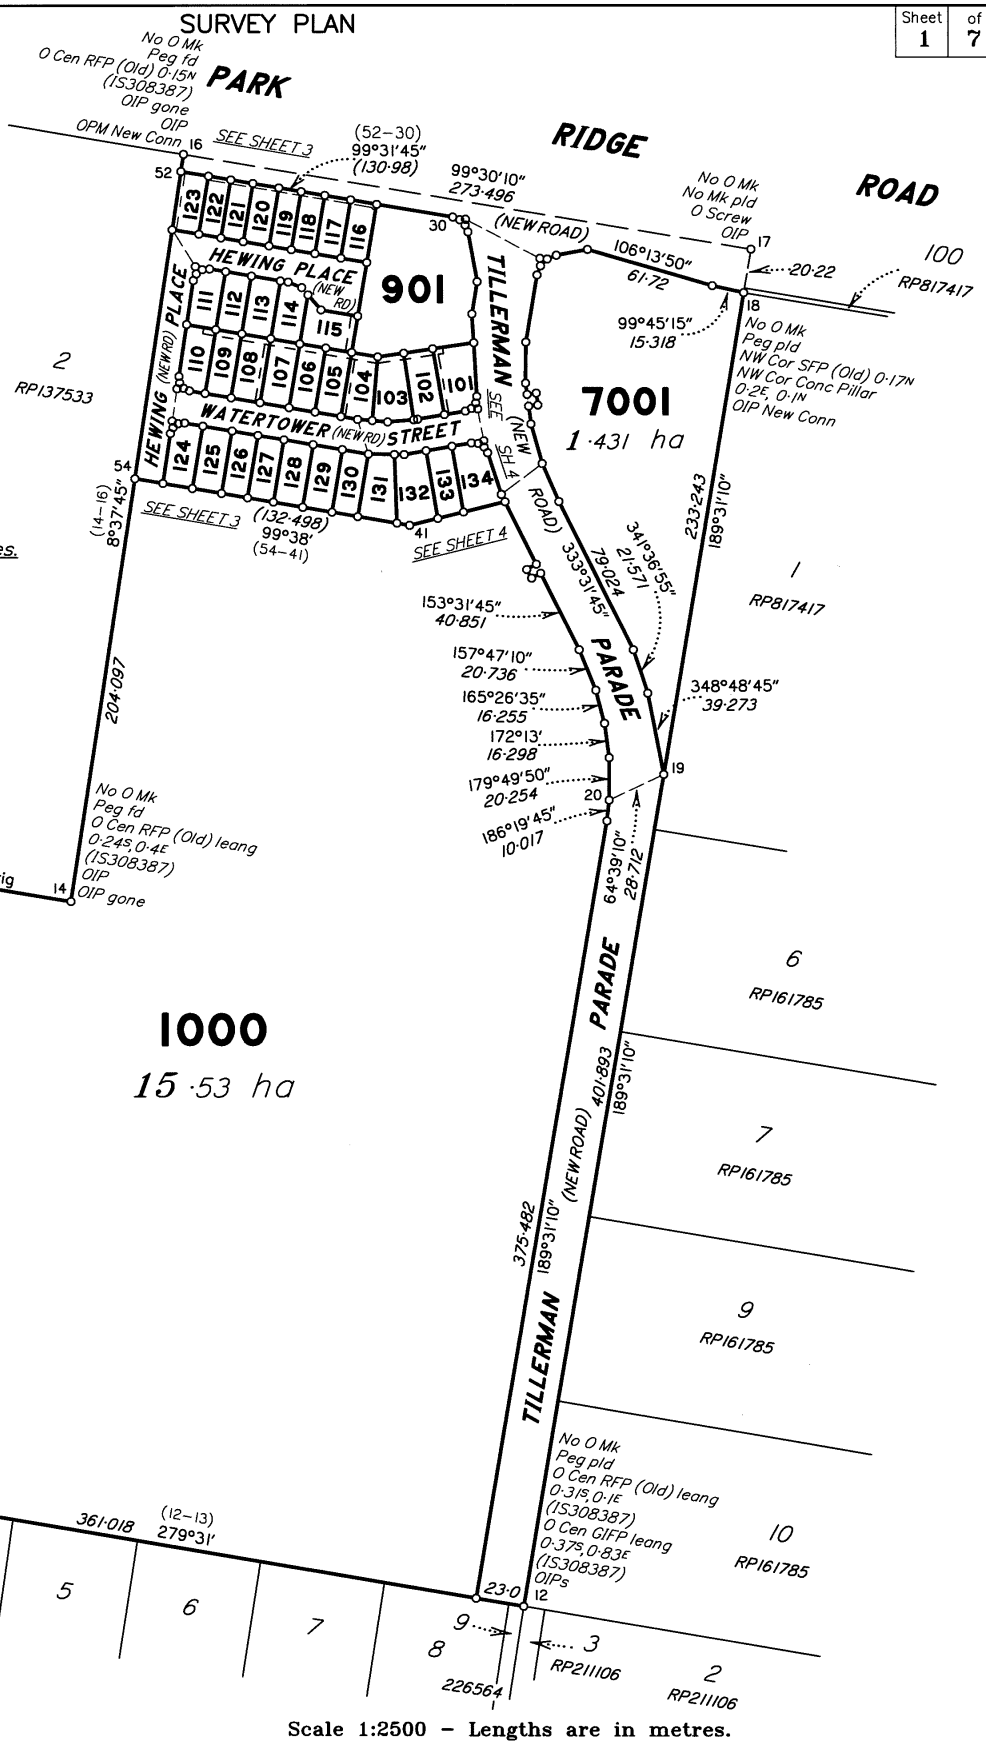 SURVEY PLAN
Sheet of
1 7
No O Mk
Peg fd
O Cen RFP (Old) 0·15N
(IS308387)
OIP gone
OIP
OPM New Conn
16
PARK
RIDGE
ROAD
SEE SHEET 3
(52-30)
99°31'45"
(130·98)
99°30'10"
273·496
(NEW ROAD)
No O Mk
No Mk pld
O Screw
OIP
17
20·22
100
RP817417
52
30
106°13'50"
61·72
99°45'15"
15·318
18
No O Mk
Peg pld
NW Cor SFP (Old) 0·17N
NW Cor Conc Pillar
0·2E, 0·1N
OIP New Conn
123
122
121
120
119
118
117
116
HEWING PLACE
(NEW
RD)
901
TILLERMAN
SEE
SH 4
(NEW
ROAD)
7001
1·431 ha
111
112
113
114
115
2
RP137533
HEWING (NEW RD) PLACE
110
109
108
107
106
105
104
103
102
101
WATERTOWER (NEW RD) STREET
124
125
126
127
128
129
130
131
132
133
134
54
SEE SHEET 3
(132·498)
99°38'
(54-41)
41
SEE SHEET 4
(14-16)
8°37'45"
204·097
es.
233·243
189°31'10"
341°36'55"
21·571
79·024
333°31'45"
1
RP817417
153°31'45"
40·851
PARADE
157°47'10"
20·736
165°26'35"
16·255
172°13'
16·298
179°49'50"
20·254
186°19'45"
10·017
348°48'45"
39·273
19
20
64°39'10"
28·712
No O Mk
Peg fd
O Cen RFP (Old) leang
0·24S, 0·4E
(IS308387)
OIP
OIP gone
ig
14
1000
15·53 ha
6
RP161785
PARADE
401·893
189°31'10"
(NEW ROAD)
7
RP161785
375·482
189°31'10"
TILLERMAN
9
RP161785
No O Mk
Peg pld
O Cen RFP (Old) leang
0·31S, 0·1E
(IS308387)
O Cen GIFP leang
0·37S, 0·83E
(IS308387)
OIPs
10
RP161785
361·018
(12-13)
279°31'
23·0
12
5
6
7
8
9
226564
3
RP211106
2
RP211106
Scale 1:2500 - Lengths are in metres.